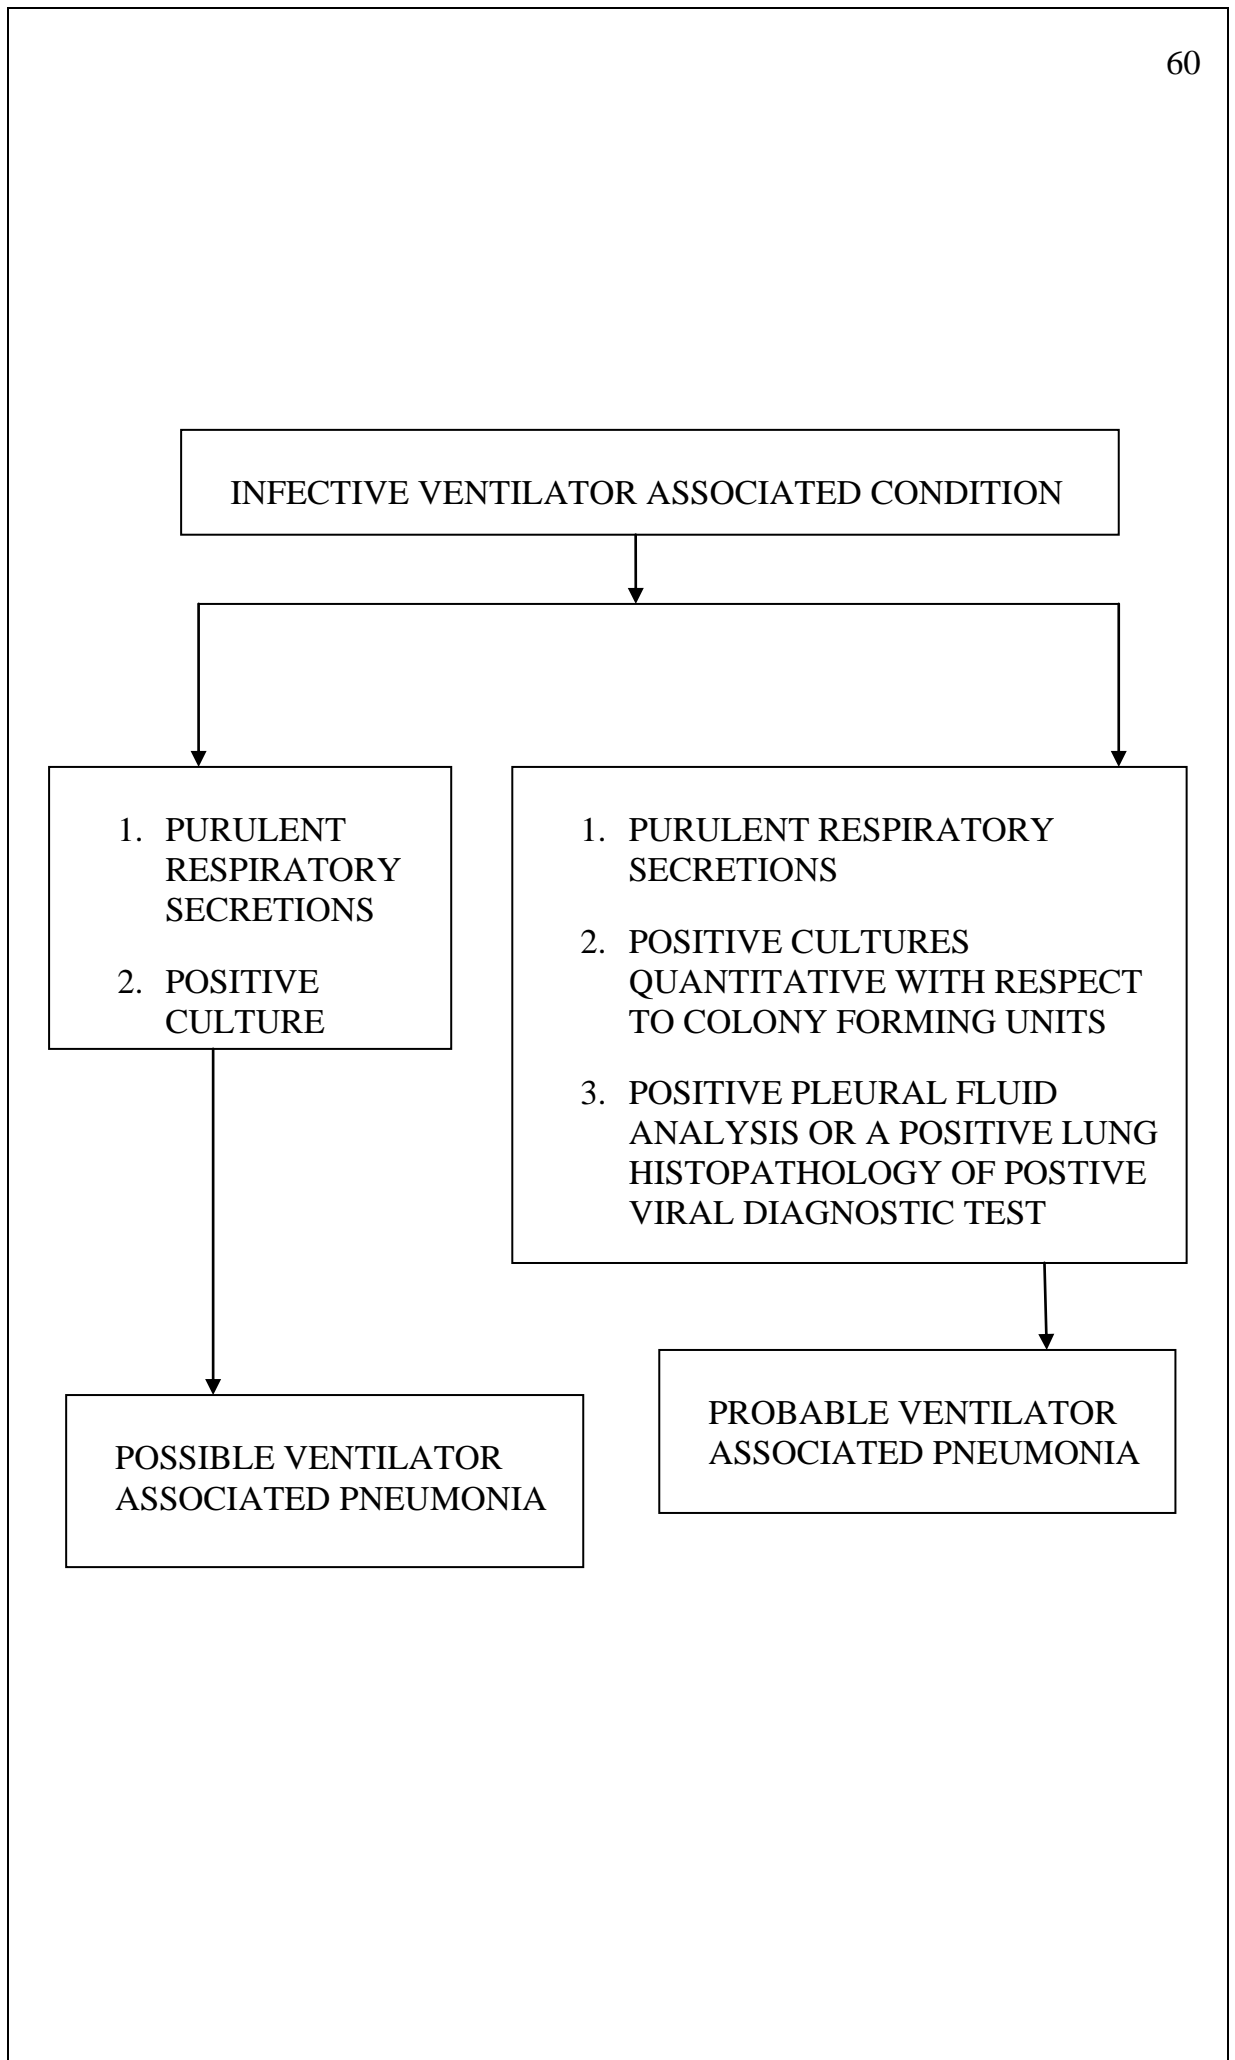 60
INFECTIVE VENTILATOR ASSOCIATED CONDITION
1. PURULENT
RESPIRATORY
SECRETIONS
2. POSITIVE
CULTURE
1. PURULENT RESPIRATORY
SECRETIONS
2. POSITIVE CULTURES
QUANTITATIVE WITH RESPECT
TO COLONY FORMING UNITS
3. POSITIVE PLEURAL FLUID
ANALYSIS OR A POSITIVE LUNG
HISTOPATHOLOGY OF POSTIVE
VIRAL DIAGNOSTIC TEST
POSSIBLE VENTILATOR
ASSOCIATED PNEUMONIA
PROBABLE VENTILATOR
ASSOCIATED PNEUMONIA